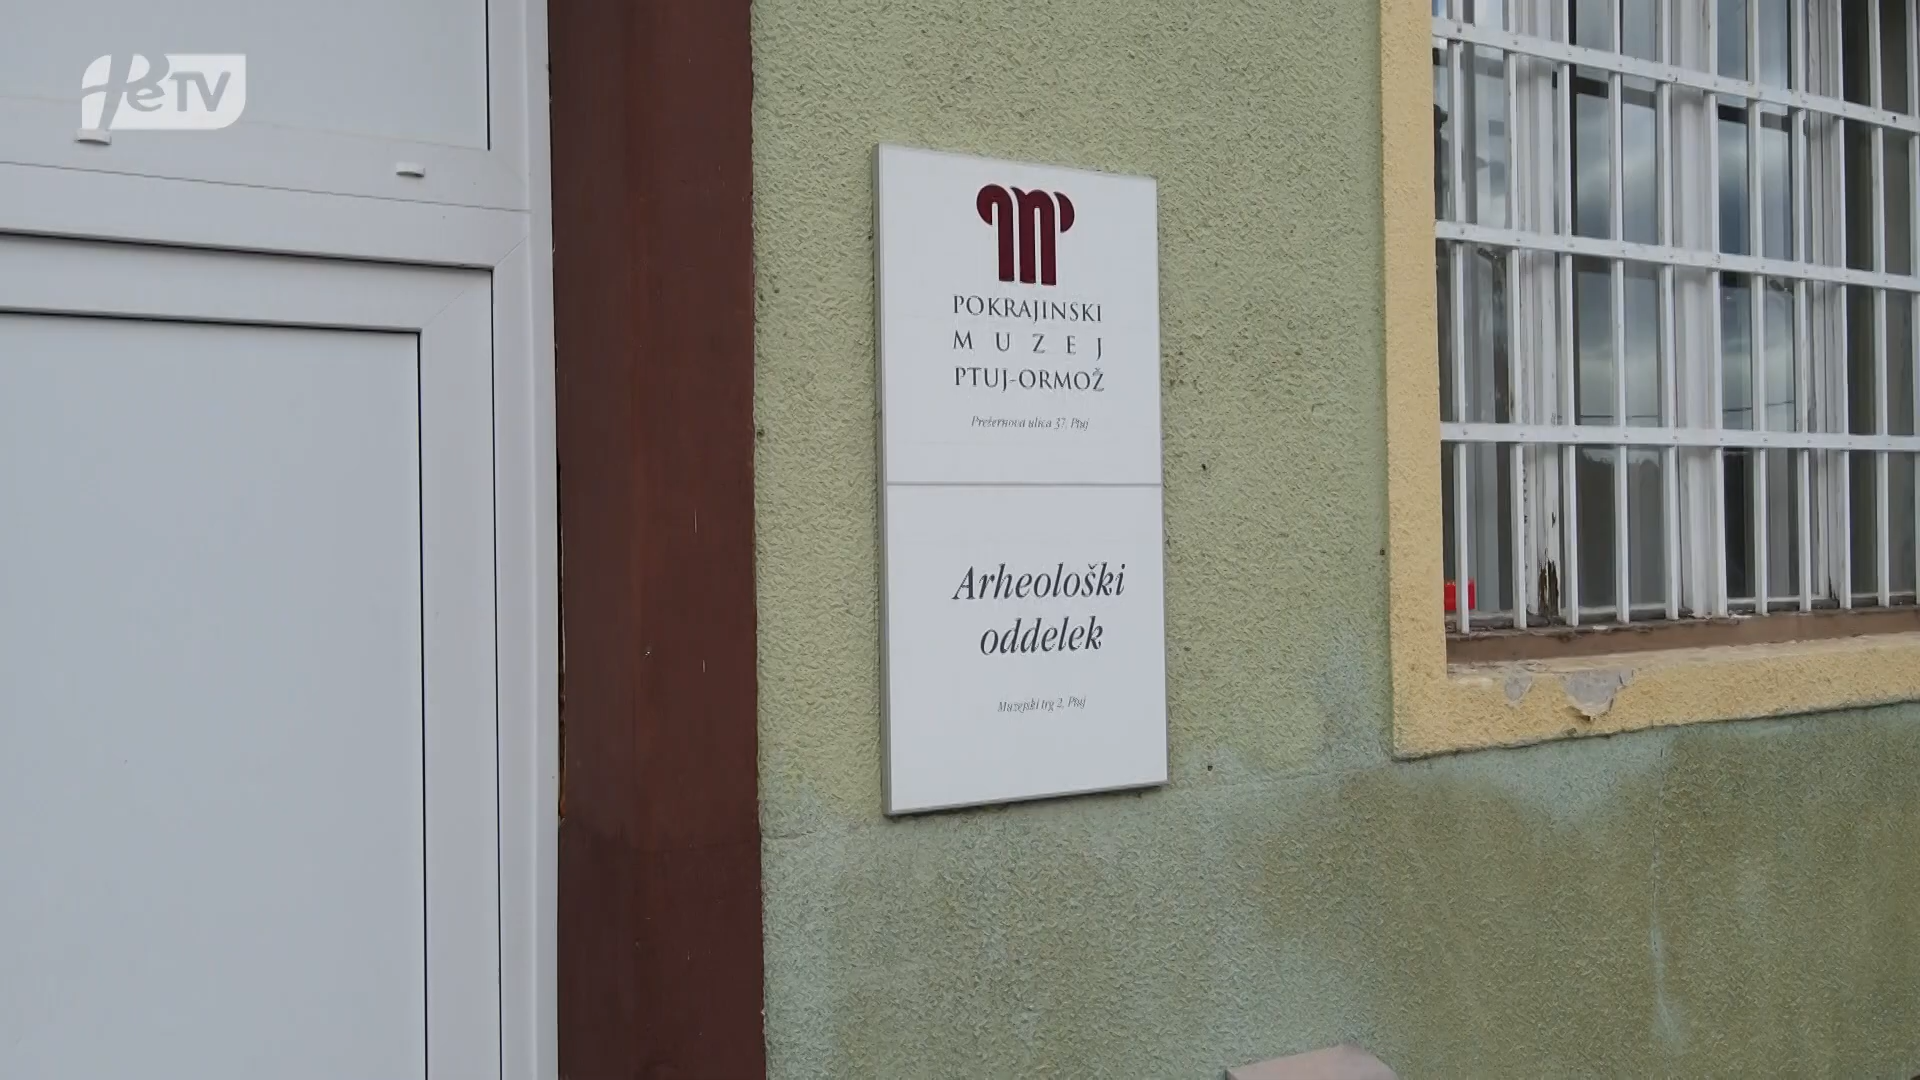 PeTV
POKRAJINSKI
MUZEJ
PTUJ-ORMOŽ
Prešernova ulica 37, Ptuj
Arheološki
oddelek
Muzejski trg 2, Ptuj